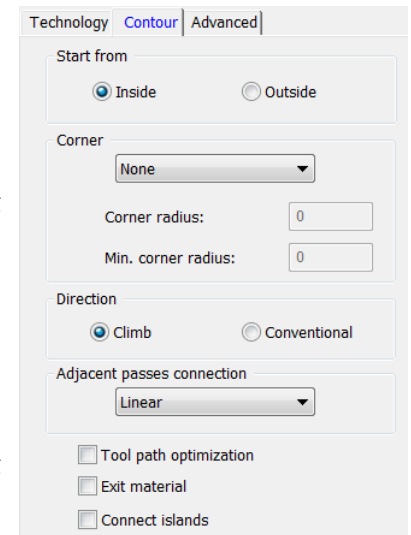 Technology Contour Advanced
Start from
Inside Outside
Corner
None
Corner radius: 0
Min. corner radius: 0
Direction
Climb Conventional
Adjacent passes connection
Linear
Tool path optimization
Exit material
Connect islands